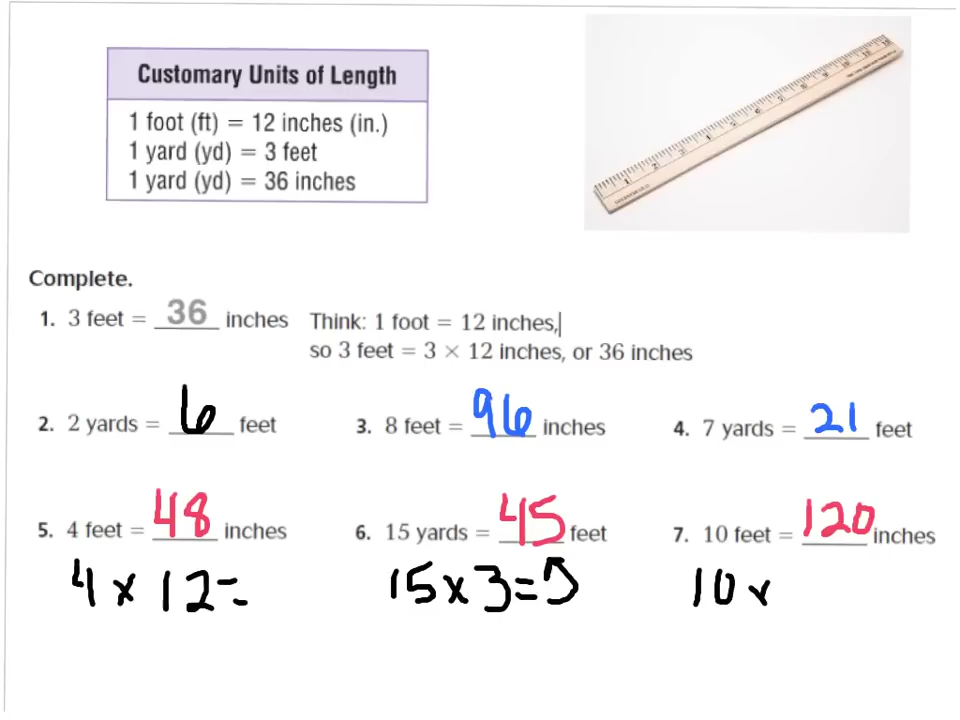 Customary Units of Length
1 foot (ft) = 12 inches (in.)
1 yard (yd) = 3 feet
1 yard (yd) = 36 inches
Complete.
1. 3 feet = 36 inches Think: 1 foot = 12 inches,
so 3 feet = 3 × 12 inches, or 36 inches
2. 2 yards = 6 feet 3. 8 feet = 96 inches 4. 7 yards = 21 feet
5. 4 feet = 48 inches 6. 15 yards = 45 feet 7. 10 feet = 120 inches
4 × 12 = 15 × 3 = 10 ×